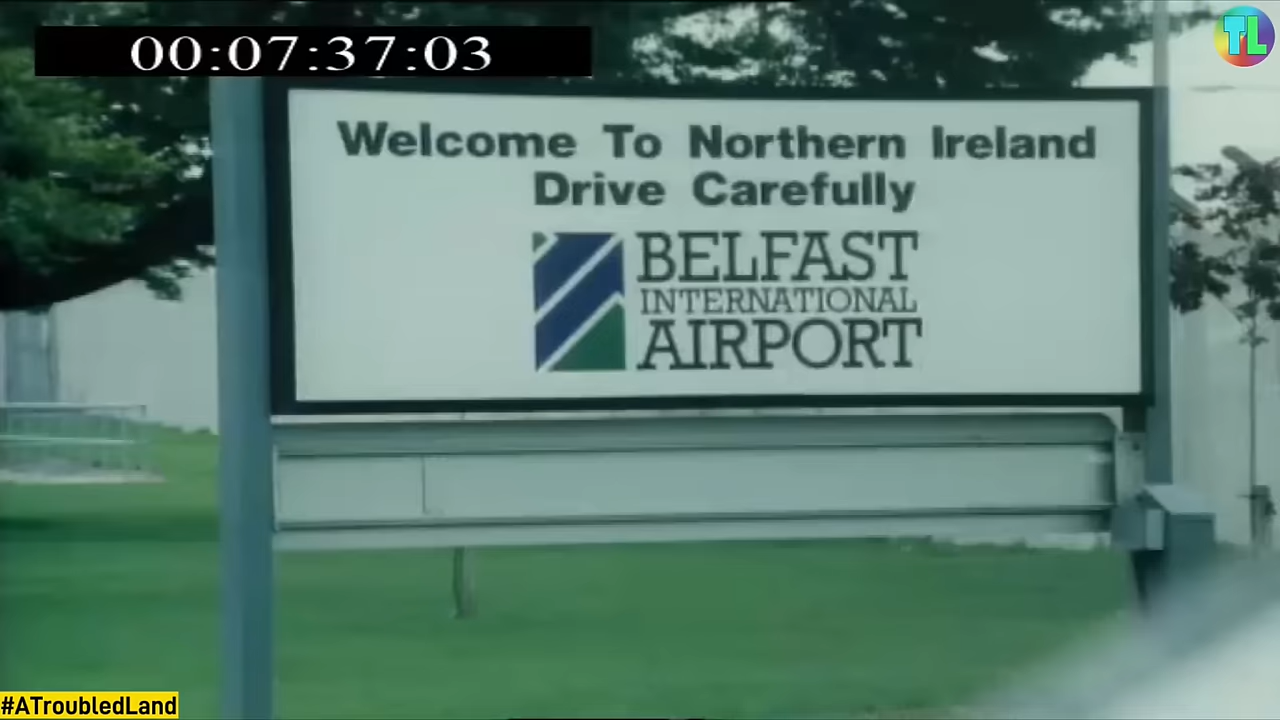 00:07:37:03
TL
Welcome To Northern Ireland
Drive Carefully
BELFAST
INTERNATIONAL
AIRPORT
#ATroubledLand